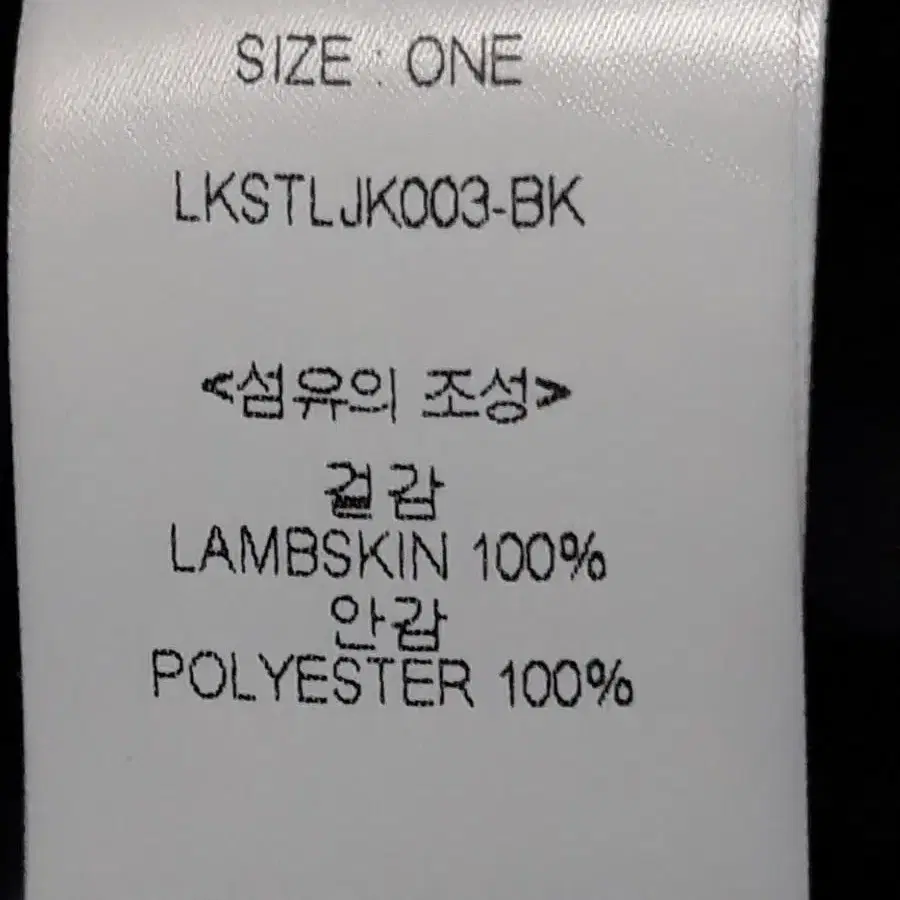 SIZE : ONE
LKSTLJK003-BK
<섬유의 조성>
겉감
LAMBSKIN 100%
안감
POLYESTER 100%